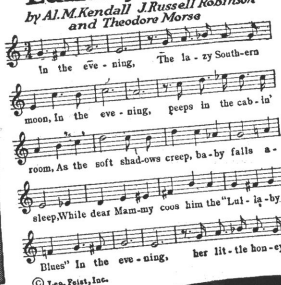 by Al. M. Kendall J. Russell Robinson
and Theodore Morse
In the eve - ning, The la - zy South-ern
moon, In the eve - ning, peeps in the cab - in'
room, As the soft shad-ows creep, ba - by falls a -
sleep, While dear Mam-my coos him the "Lul - la - by
Blues" In the eve - ning, her lit - tle hon-ey
© Leo. Feist, Inc.